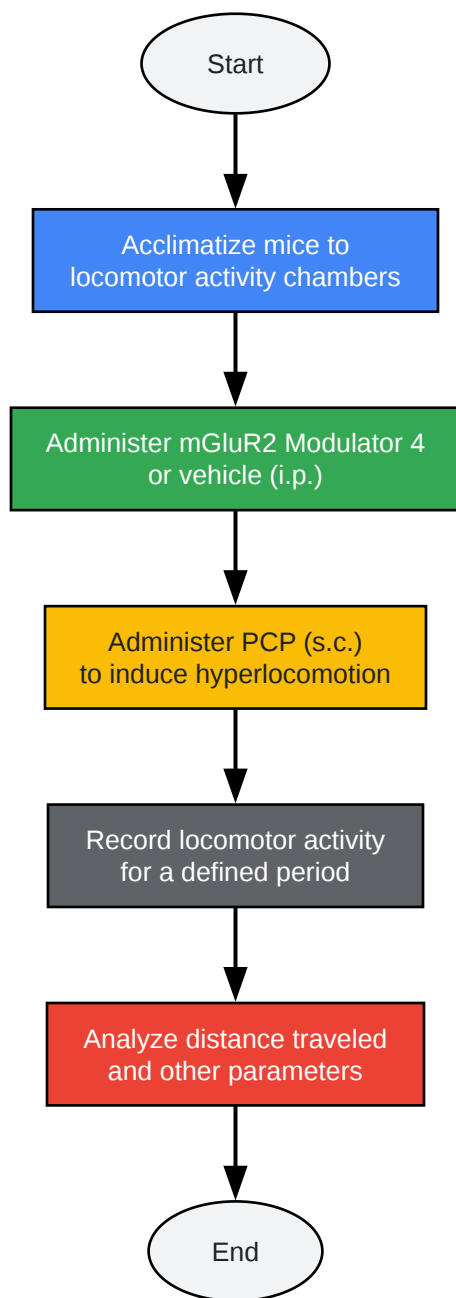 Start
Acclimatize mice to
locomotor activity chambers
Administer mGluR2 Modulator 4
or vehicle (i.p.)
Administer PCP (s.c.)
to induce hyperlocomotion
Record locomotor activity
for a defined period
Analyze distance traveled
and other parameters
End